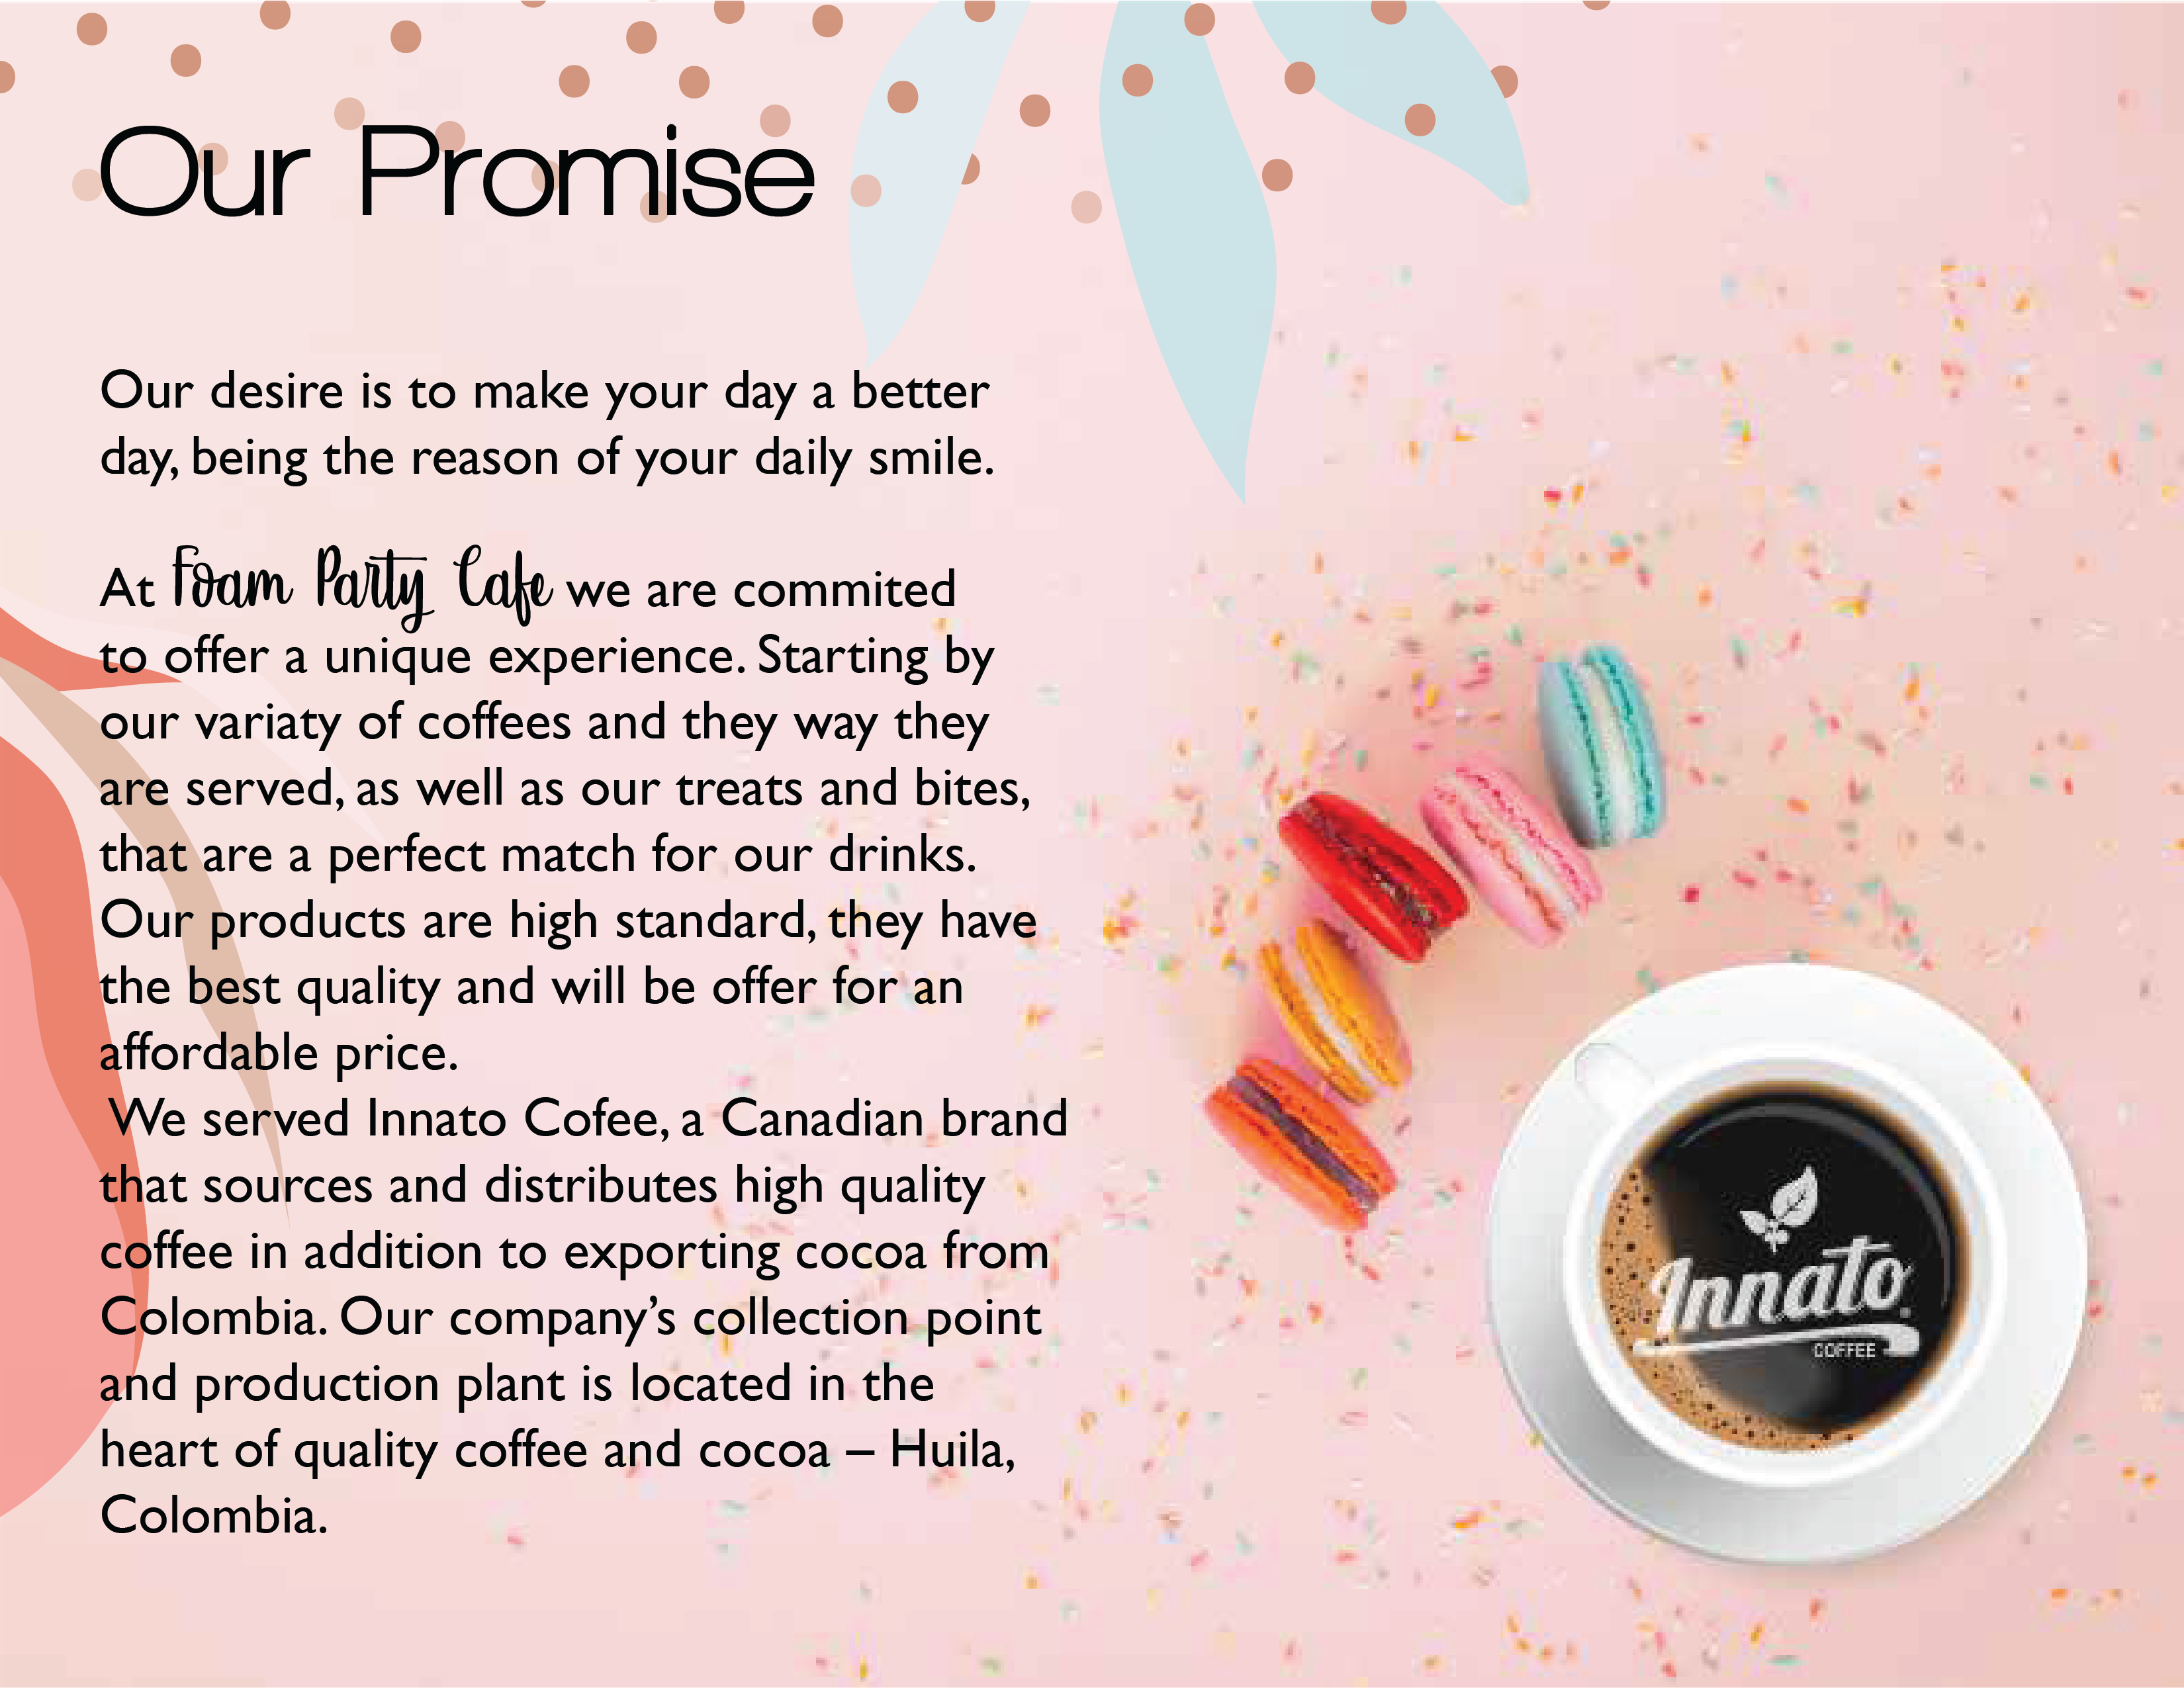 Our Promise
Our desire is to make your day a better
day, being the reason of your daily smile.
At Foam Party Cafe we are commited
to offer a unique experience. Starting by
our variaty of coffees and they way they
are served, as well as our treats and bites,
that are a perfect match for our drinks.
Our products are high standard, they have
the best quality and will be offer for an
affordable price.
We served Innato Cofee, a Canadian brand
that sources and distributes high quality
coffee in addition to exporting cocoa from
Colombia. Our company’s collection point
and production plant is located in the
heart of quality coffee and cocoa – Huila,
Colombia.
Innato
COFFEE